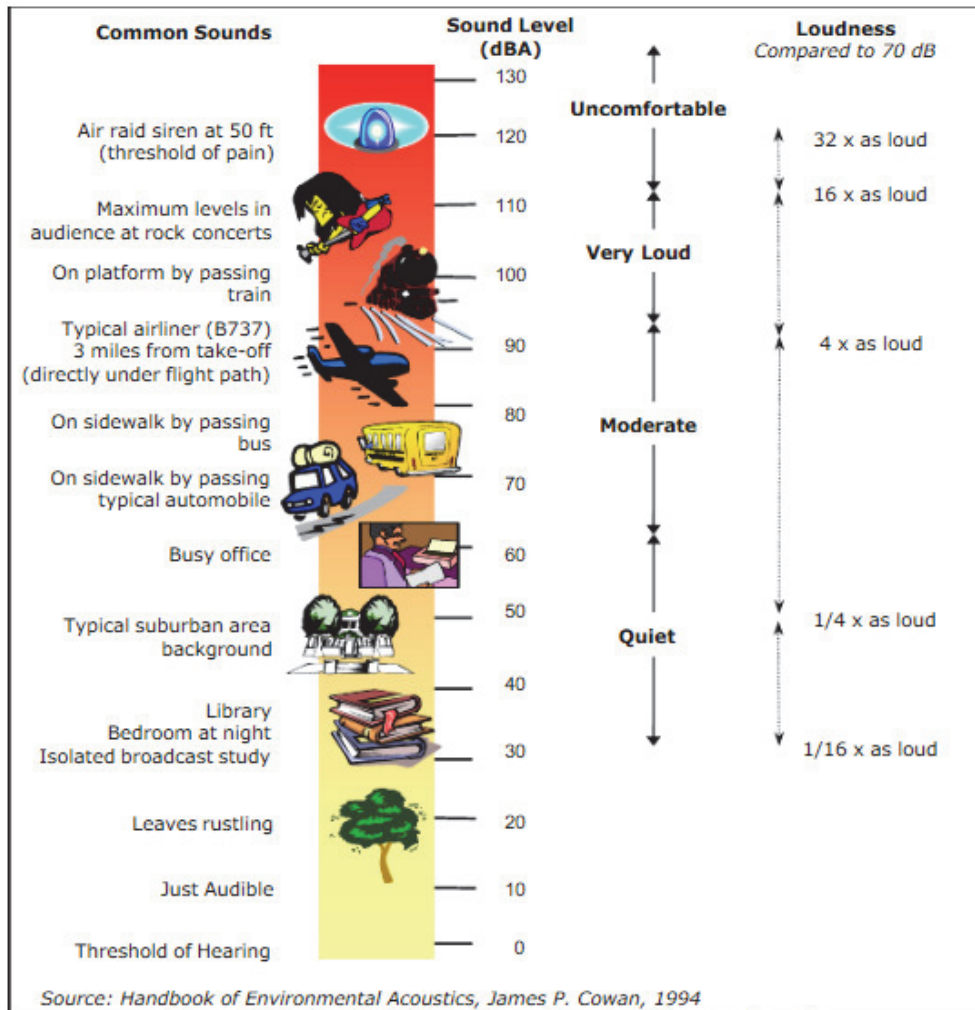 Common Sounds
Sound Level
(dBA)
Loudness
Compared to 70 dB
130
Uncomfortable
Air raid siren at 50 ft
(threshold of pain)
120
32 x as loud
Maximum levels in
audience at rock concerts
110
16 x as loud
Very Loud
On platform by passing
train
100
Typical airliner (B737)
3 miles from take-off
(directly under flight path)
90
4 x as loud
80
On sidewalk by passing
bus
Moderate
On sidewalk by passing
typical automobile
70
Busy office
60
50
1/4 x as loud
Typical suburban area
background
Quiet
40
Library
Bedroom at night
Isolated broadcast study
30
1/16 x as loud
Leaves rustling
20
Just Audible
10
Threshold of Hearing
0
Source: Handbook of Environmental Acoustics, James P. Cowan, 1994